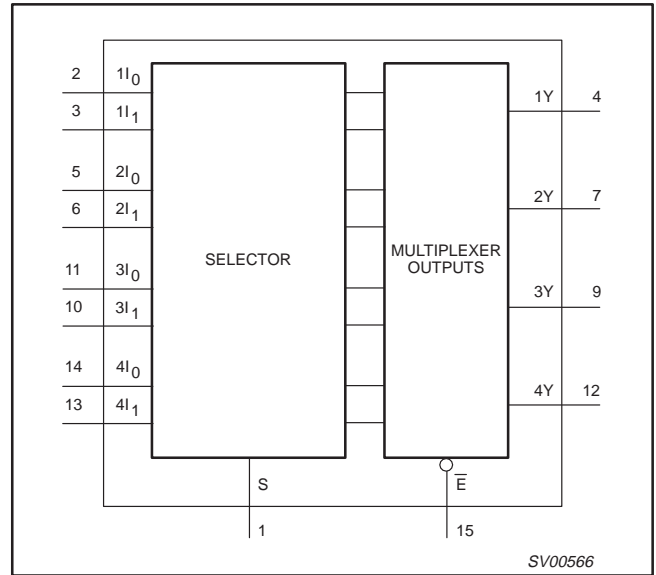 2 1I0 1Y 4
3 1I1
5 2I0 2Y 7
6 2I1
SELECTOR MULTIPLEXER OUTPUTS
11 3I0 3Y 9
10 3I1
14 4I0 4Y 12
13 4I1
S E̅
1 15
SV00566